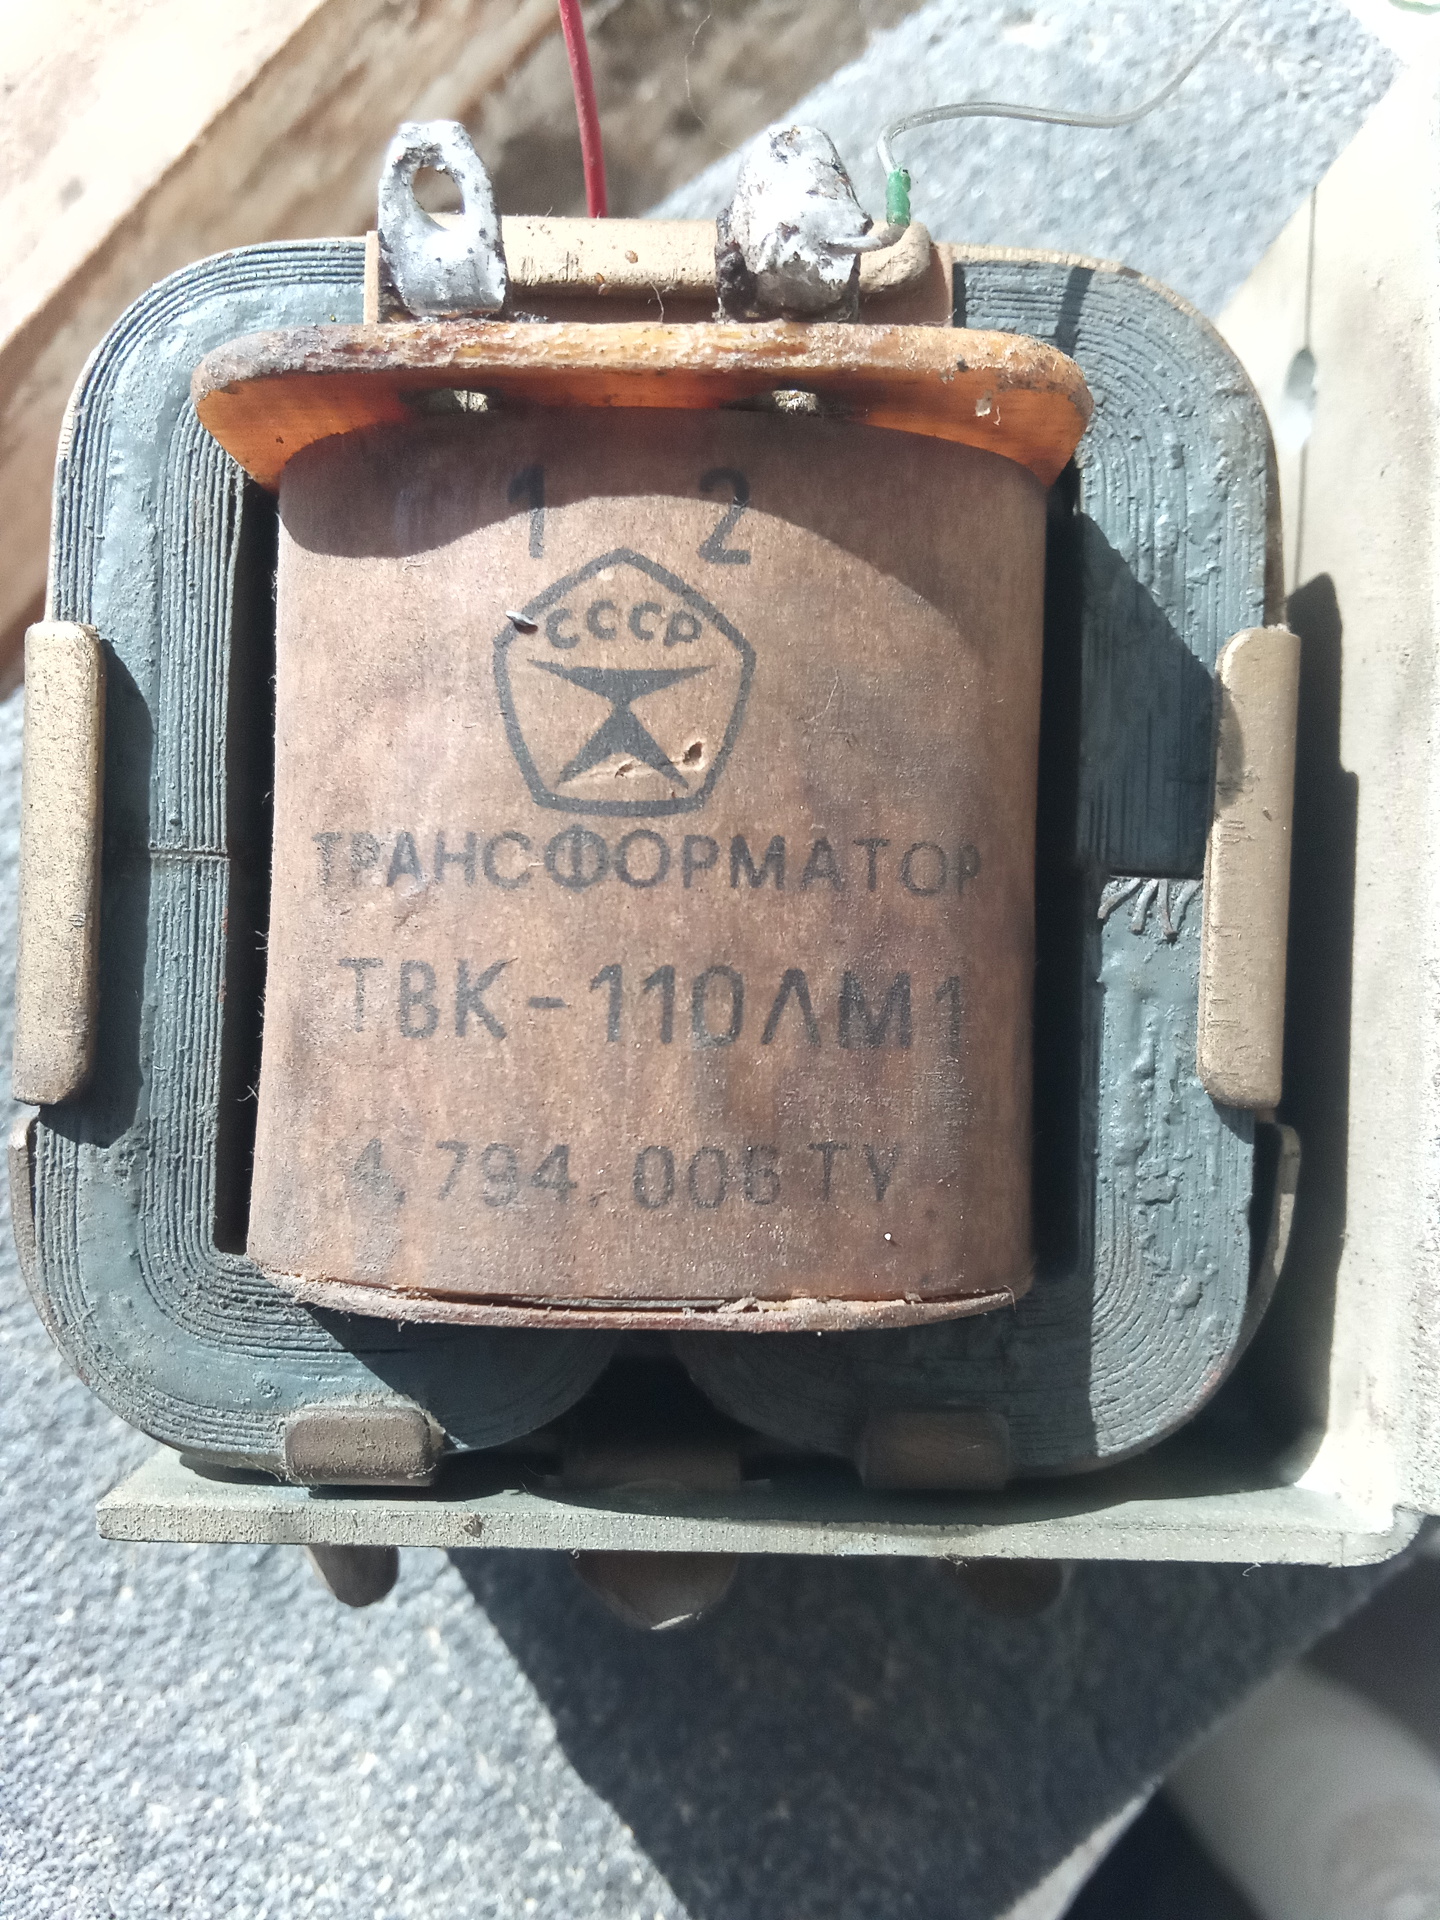 1 2
СССР
ТРАНСФОРМАТОР
ТВК-110ЛМ1
4.794.006 ТУ